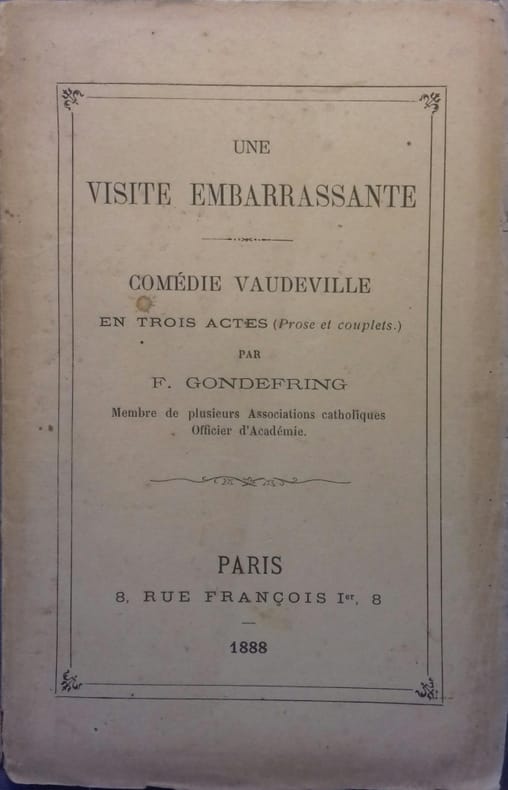 UNE
VISITE EMBARRASSANTE
COMÉDIE VAUDEVILLE
EN TROIS ACTES (Prose et couplets.)
PAR
F. GONDEFRING
Membre de plusieurs Associations catholiques
Officier d'Académie.
PARIS
8, RUE FRANÇOIS Ier, 8
1888